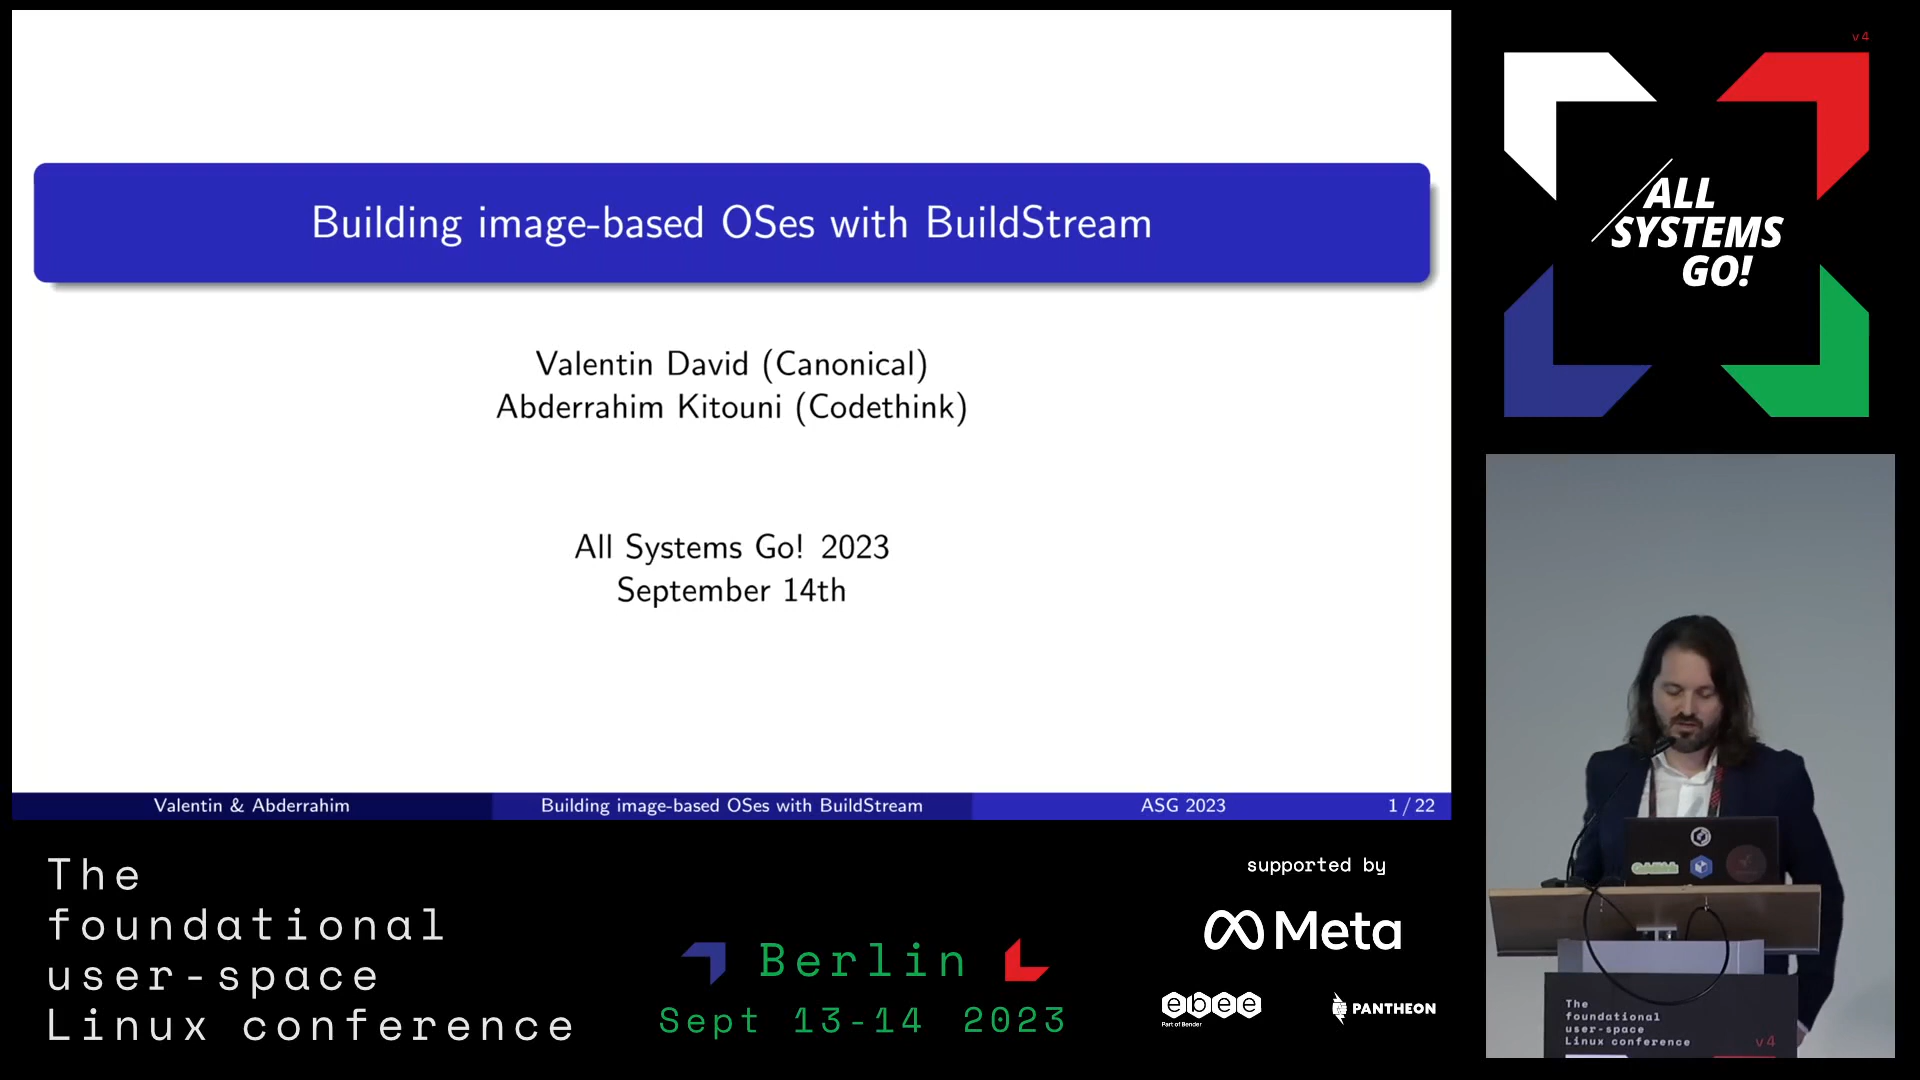 Building image-based OSes with BuildStream
Valentin David (Canonical)
Abderrahim Kitouni (Codethink)
All Systems Go! 2023
September 14th
Valentin & Abderrahim
Building image-based OSes with BuildStream
ASG 2023
1 / 22
v4
ALL
SYSTEMS
GO!
The
foundational
user-space
Linux conference
Berlin
Sept 13-14 2023
supported by
Meta
ebee
Part of Bender
PANTHEON
The
foundational
user-space
Linux conference
v4